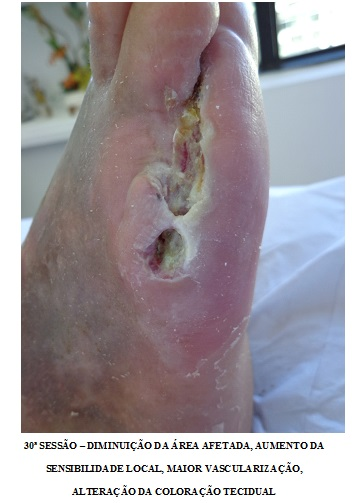 30ª SESSÃO – DIMINUIÇÃO DA ÁREA AFETADA, AUMENTO DA
SENSIBILIDADE LOCAL, MAIOR VASCULARIZAÇÃO,
ALTERAÇÃO DA COLORAÇÃO TECIDUAL